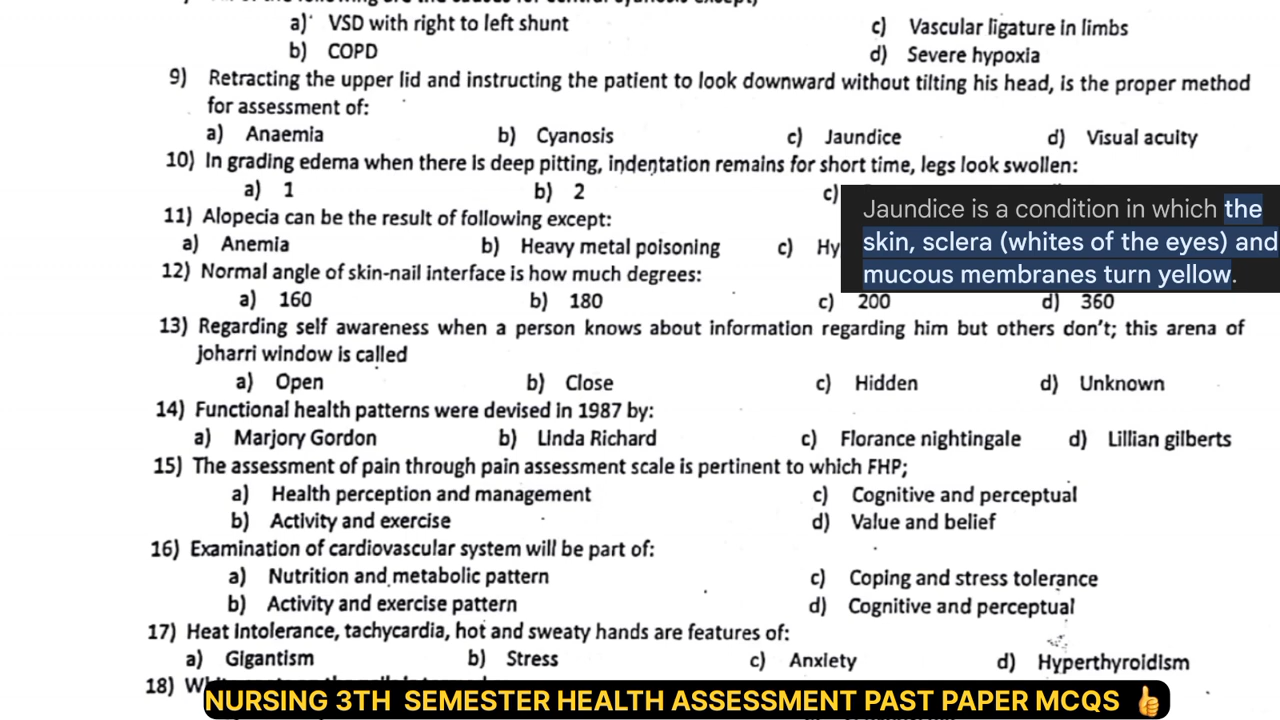 a) VSD with right to left shunt c) Vascular ligature in limbs
b) COPD d) Severe hypoxia
9) Retracting the upper lid and instructing the patient to look downward without tilting his head, is the proper method
for assessment of:
a) Anaemia b) Cyanosis c) Jaundice d) Visual acuity
10) In grading edema when there is deep pitting, indentation remains for short time, legs look swollen:
a) 1 b) 2 c)
Jaundice is a condition in which the
skin, sclera (whites of the eyes) and
mucous membranes turn yellow.
11) Alopecia can be the result of following except:
a) Anemia b) Heavy metal poisoning c) Hy
12) Normal angle of skin-nail interface is how much degrees:
a) 160 b) 180 c) 200 d) 360
13) Regarding self awareness when a person knows about information regarding him but others don't; this arena of
joharri window is called
a) Open b) Close c) Hidden d) Unknown
14) Functional health patterns were devised in 1987 by:
a) Marjory Gordon b) Linda Richard c) Florance nightingale d) Lillian gilberts
15) The assessment of pain through pain assessment scale is pertinent to which FHP;
a) Health perception and management c) Cognitive and perceptual
b) Activity and exercise d) Value and belief
16) Examination of cardiovascular system will be part of:
a) Nutrition and metabolic pattern c) Coping and stress tolerance
b) Activity and exercise pattern d) Cognitive and perceptual
17) Heat Intolerance, tachycardia, hot and sweaty hands are features of:
a) Gigantism b) Stress c) Anxiety d) Hyperthyroidism
18)
NURSING 3TH SEMESTER HEALTH ASSESSMENT PAST PAPER MCQS 👍